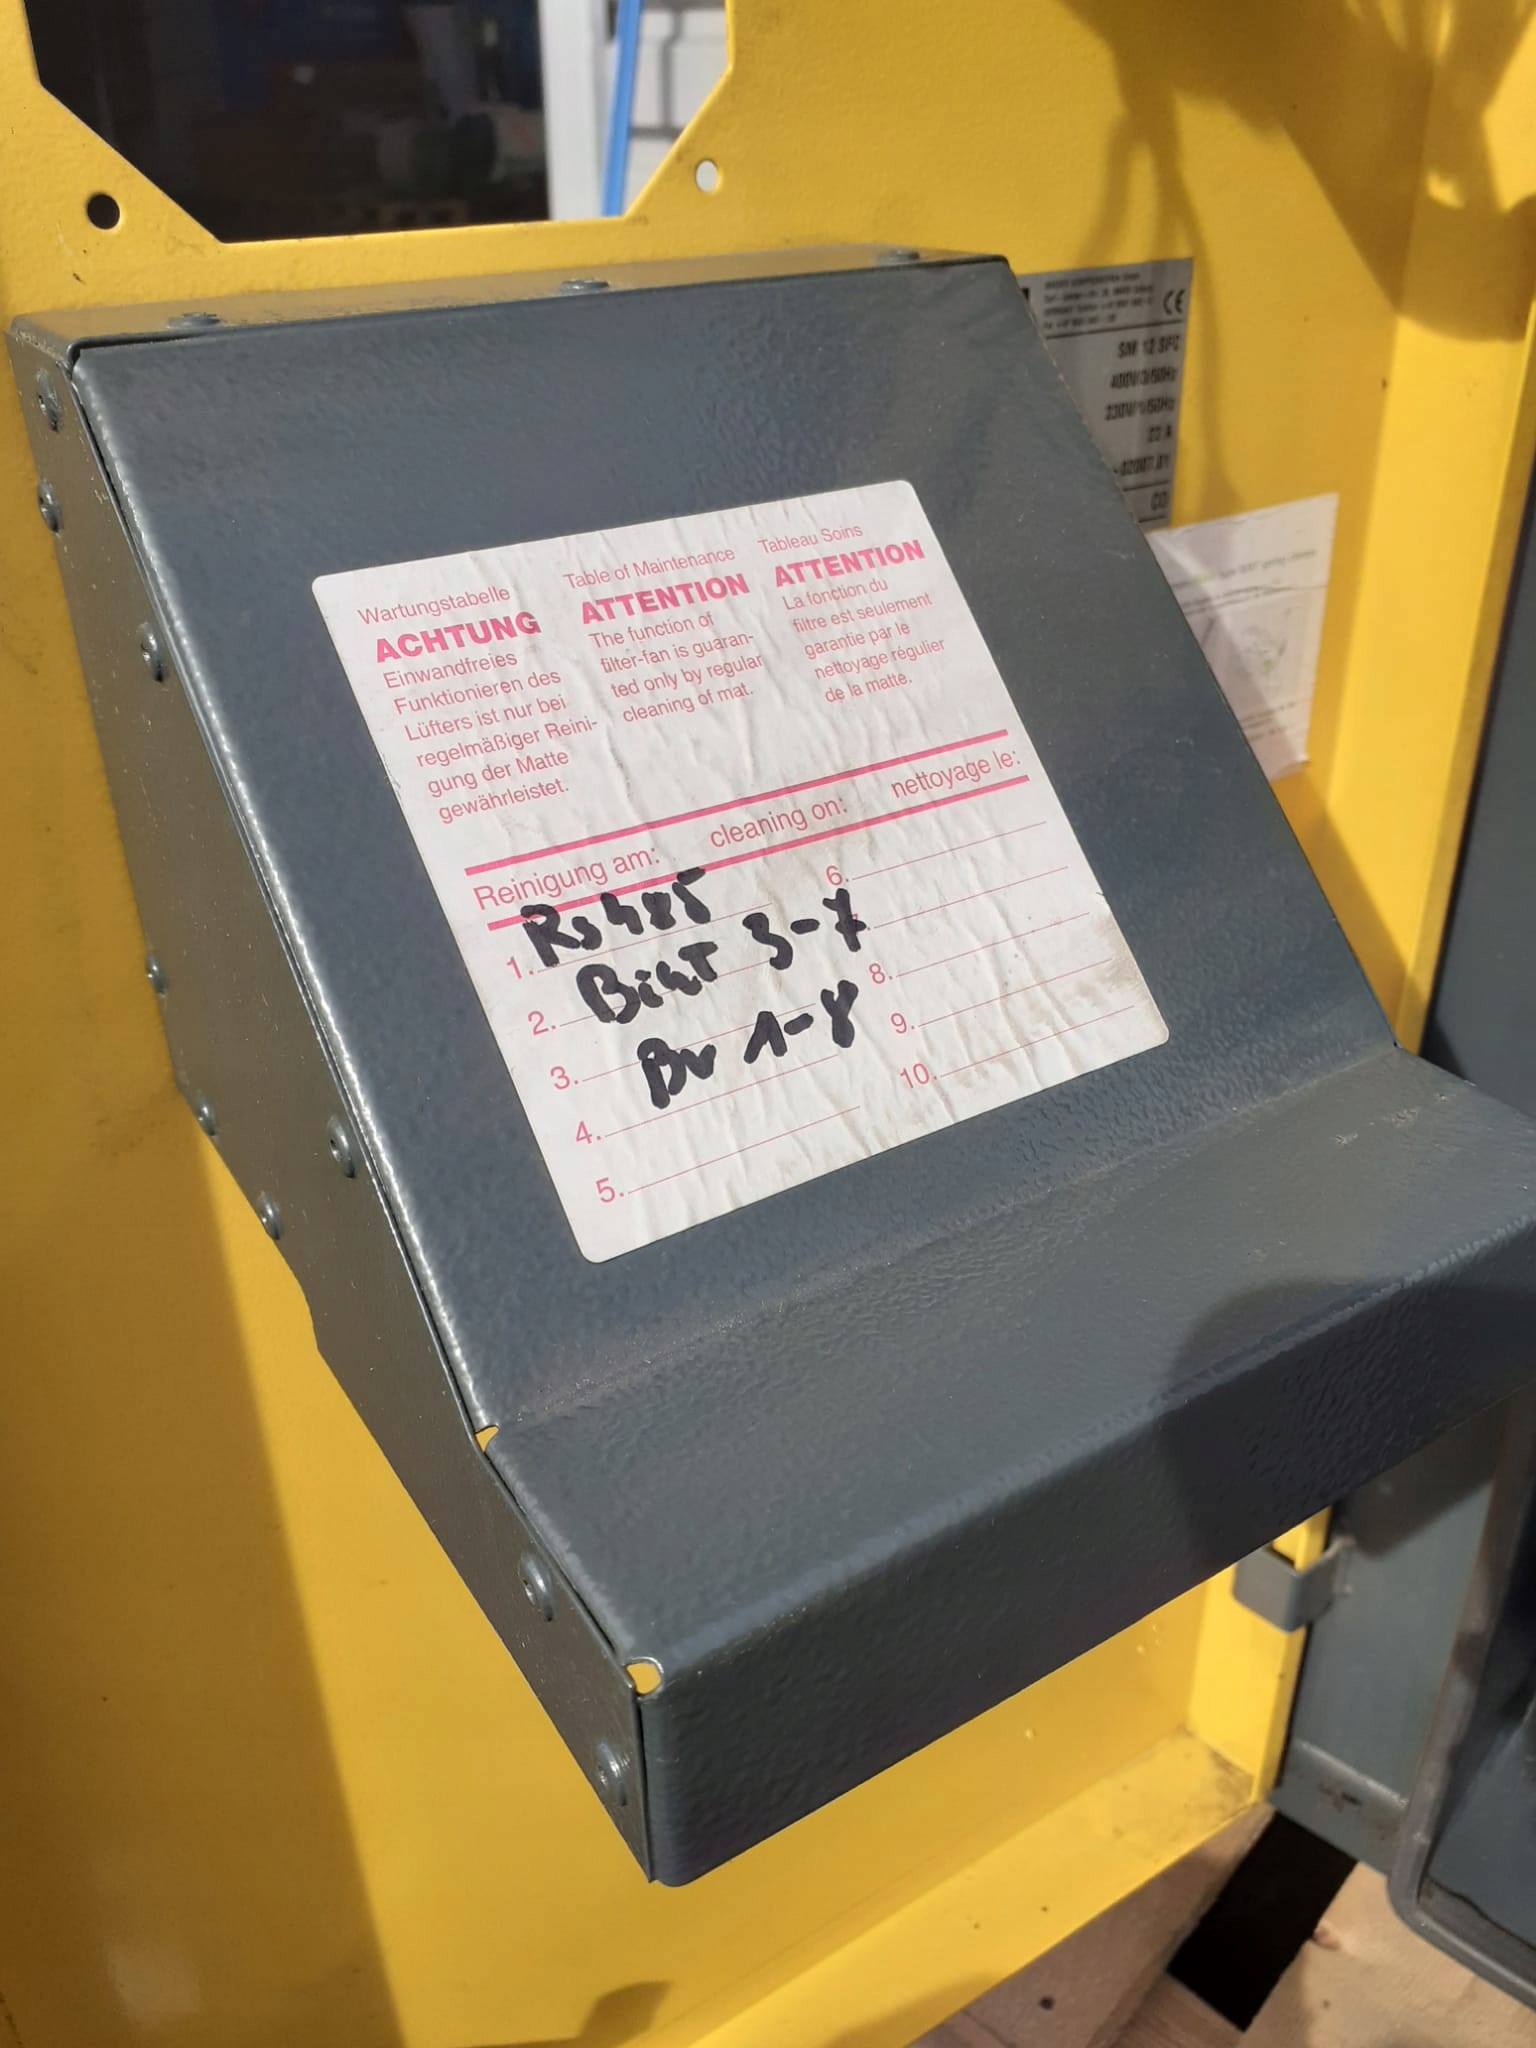 Wartungstabelle
ACHTUNG
Einwandfreies
Funktionieren des
Lüfters ist nur bei
regelmäßiger Reini-
gung der Matte
gewährleistet.
Table of Maintenance
ATTENTION
The function of
filter-fan is guaran-
ted only by regular
cleaning of mat.
Tableau Soins
ATTENTION
La fonction du
filtre est seulement
garantie par le
nettoyage régulier
de la matte.
Reinigung am: cleaning on: nettoyage le:
Rs485
1.
3-7
2.
1-8
3.
4.
5.
6.
8.
9.
10.
CE
SM 12 SFC
400V/3/50Hz
230V/1/50Hz
22 A